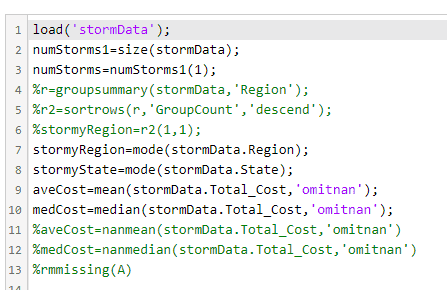 1 load('stormData');
2 numStorms1=size(stormData);
3 numStorms=numStorms1(1);
4 %r=groupsummary(stormData,'Region');
5 %r2=sortrows(r,'GroupCount','descend');
6 %stormyRegion=r2(1,1);
7 stormyRegion=mode(stormData.Region);
8 stormyState=mode(stormData.State);
9 aveCost=mean(stormData.Total_Cost,'omitnan');
10 medCost=median(stormData.Total_Cost,'omitnan');
11 %aveCost=nanmean(stormData.Total_Cost,'omitnan')
12 %medCost=nanmedian(stormData.Total_Cost,'omitnan')
13 %rmmissing(A)
14